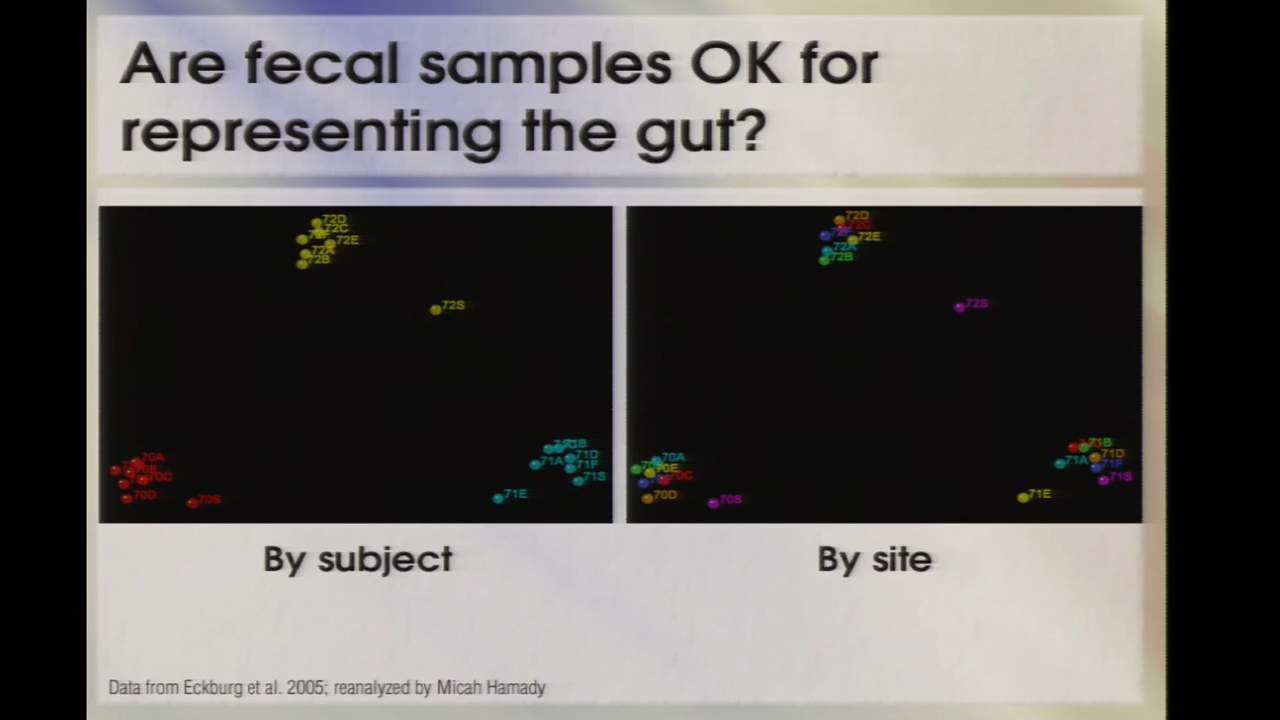 Are fecal samples OK for
representing the gut?
72D
72C
72E
72A
72B
72S
70A
70C
70D
70S
71B
71D
71A
71F
71S
71E
72D
72C
72E
72A
72B
72S
70A
70E
70C
70D
70S
71B
71D
71A
71F
71S
71E
By subject
By site
Data from Eckburg et al. 2005; reanalyzed by Micah Hamady